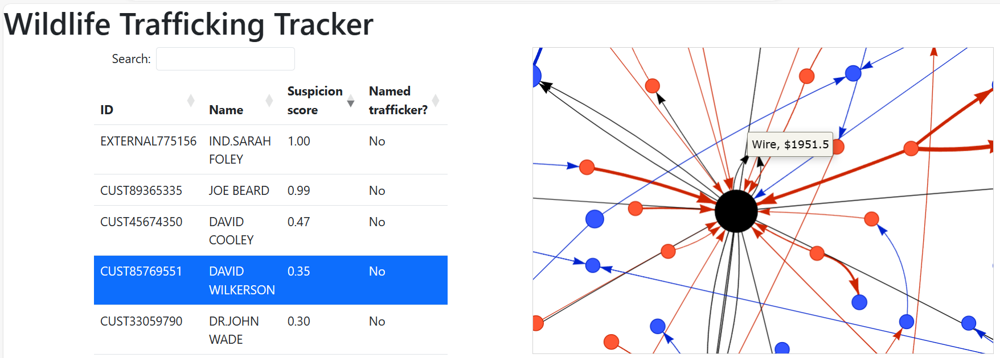 Wildlife Trafficking Tracker
Search:
ID Name Suspicion score Named trafficker?
EXTERNAL775156 IND.SARAH FOLEY 1.00 No
CUST89365335 JOE BEARD 0.99 No
CUST45674350 DAVID COOLEY 0.47 No
CUST85769551 DAVID WILKERSON 0.35 No
CUST33059790 DR.JOHN WADE 0.30 No
Wire, $1951.5